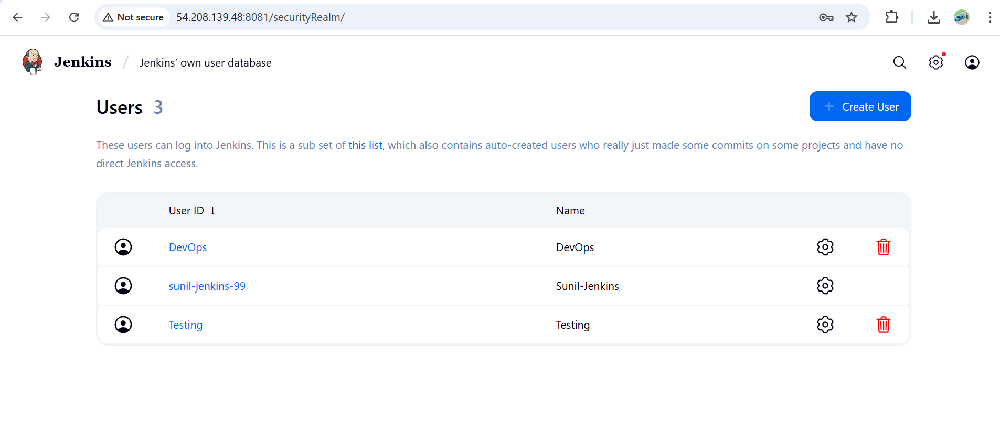 Not secure 54.208.139.48:8081/securityRealm/
Jenkins / Jenkins’ own user database
Users 3
+ Create User
These users can log into Jenkins. This is a sub set of this list, which also contains auto-created users who really just made some commits on some projects and have no
direct Jenkins access.
User ID ↓ Name
DevOps DevOps
sunil-jenkins-99 Sunil-Jenkins
Testing Testing